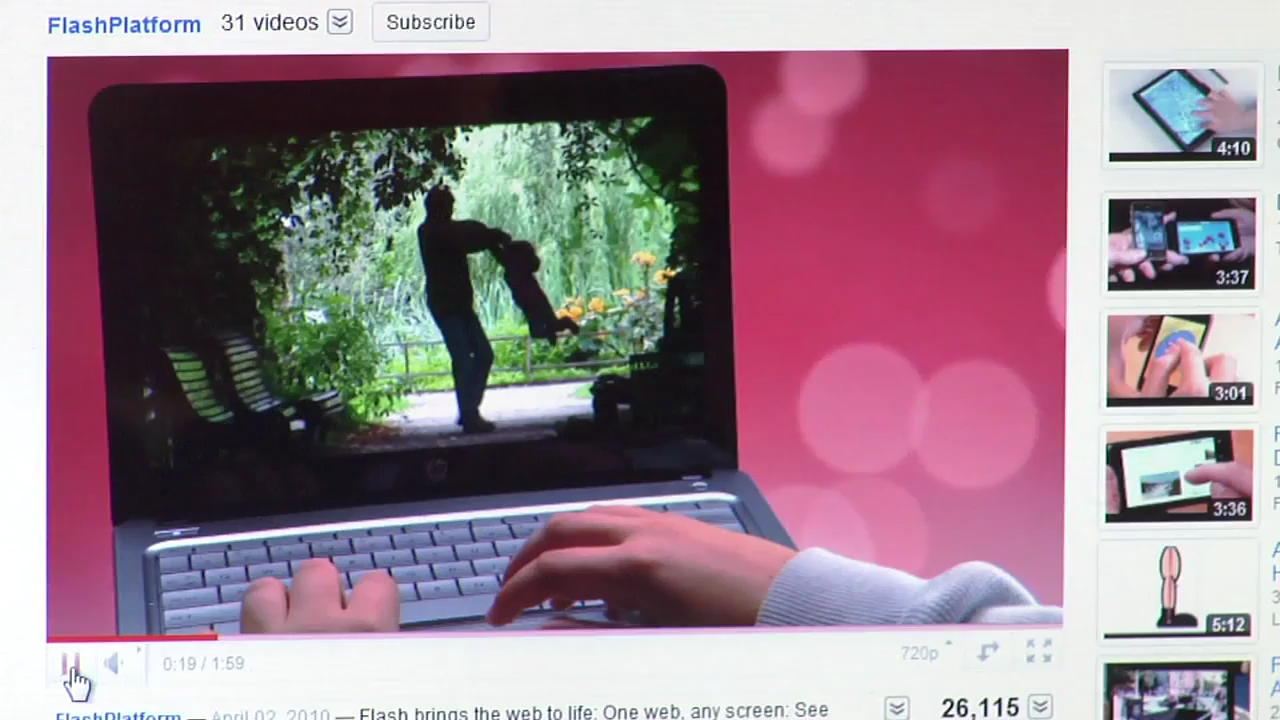 FlashPlatform 31 videos Subscribe
4:10
3:37
3:01
3:36
5:12
0:19 / 1:59 720p
FlashPlatform — April 02, 2010 — Flash brings the web to life: One web, any screen: See 26,115